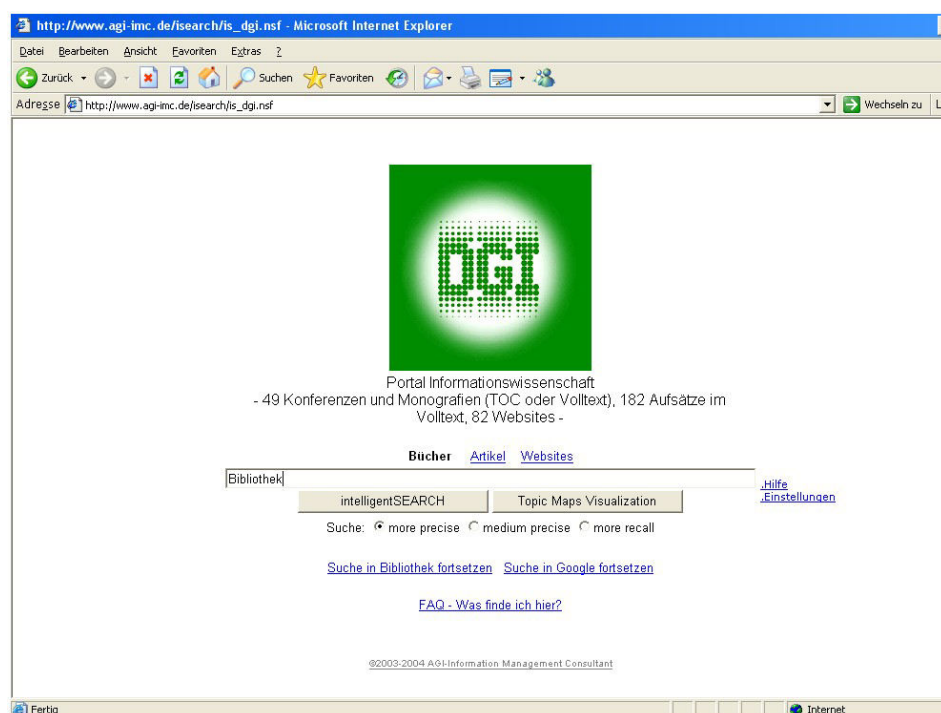 http://www.agi-imc.de/isearch/is_dgi.nsf - Microsoft Internet Explorer
Datei Bearbeiten Ansicht Favoriten Extras ?
Zurück Suchen Favoriten
Adresse http://www.agi-imc.de/isearch/is_dgi.nsf Wechseln zu L
DGI
Portal Informationswissenschaft
- 49 Konferenzen und Monografien (TOC oder Volltext), 182 Aufsätze im
Volltext, 82 Websites -
Bücher Artikel Websites
Bibliothek
.Hilfe
intelligentSEARCH Topic Maps Visualization .Einstellungen
Suche: more precise medium precise more recall
Suche in Bibliothek fortsetzen Suche in Google fortsetzen
FAQ - Was finde ich hier?
©2003-2004 AGI-Information Management Consultant
Fertig Internet